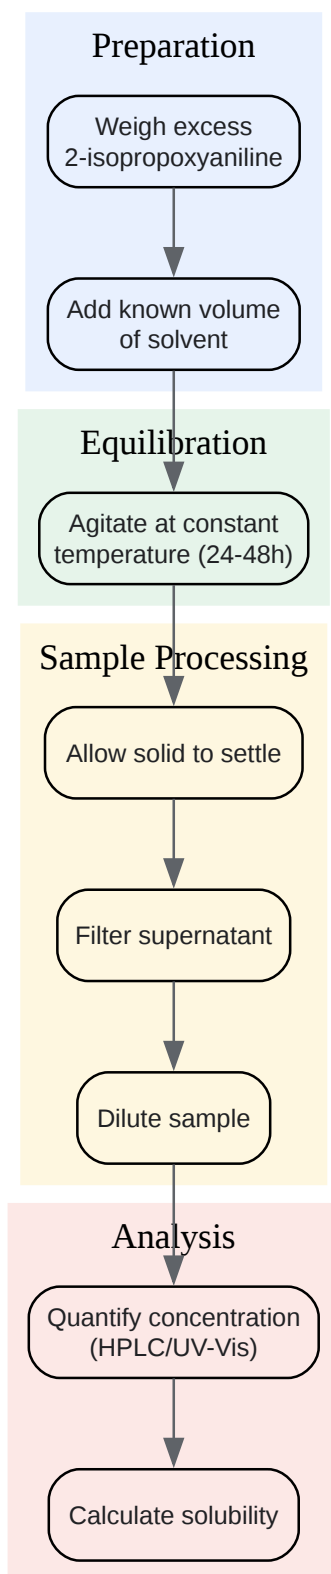 Preparation
Weigh excess
2-isopropoxyaniline
Add known volume
of solvent
Equilibration
Agitate at constant
temperature (24-48h)
Sample Processing
Allow solid to settle
Filter supernatant
Dilute sample
Analysis
Quantify concentration
(HPLC/UV-Vis)
Calculate solubility